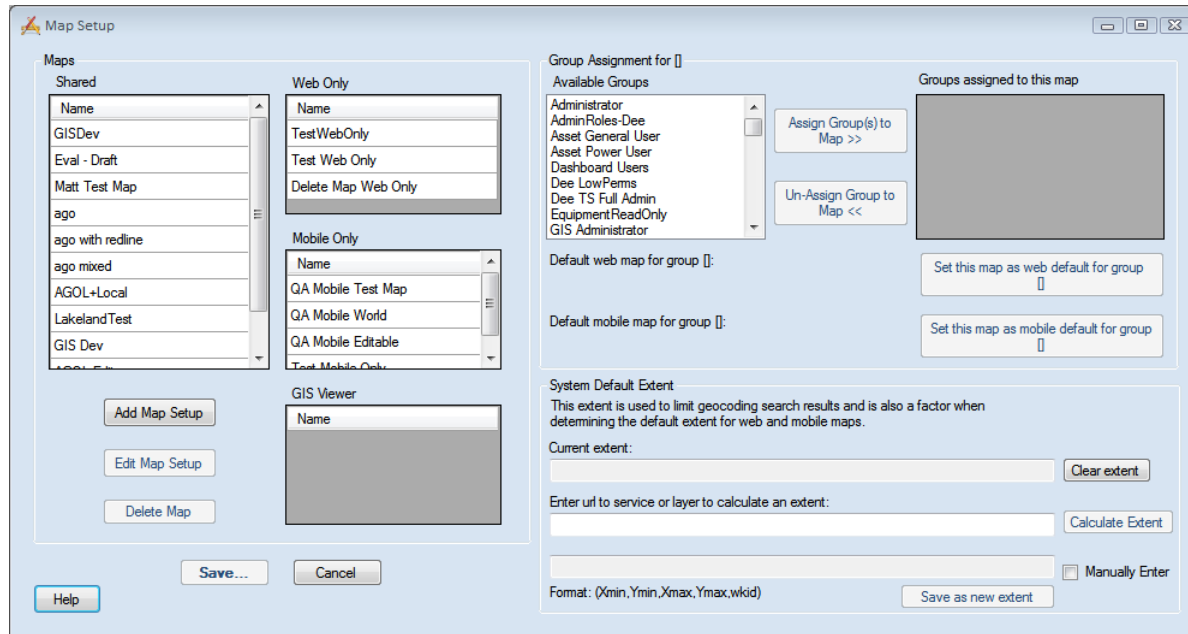 Map Setup
Maps
Shared
Name
GISDev
Eval - Draft
Matt Test Map
ago
ago with redline
ago mixed
AGOL+Local
LakelandTest
GIS Dev
Web Only
Name
TestWebOnly
Test Web Only
Delete Map Web Only
Mobile Only
Name
QA Mobile Test Map
QA Mobile World
QA Mobile Editable
Test Mobile Only
GIS Viewer
Name
Add Map Setup
Edit Map Setup
Delete Map
Save...
Cancel
Help
Group Assignment for []
Available Groups
Administrator
AdminRoles-Dee
Asset General User
Asset Power User
Dashboard Users
Dee LowPerms
Dee TS Full Admin
EquipmentReadOnly
GIS Administrator
Assign Group(s) to
Map >>
Un-Assign Group to
Map <<
Groups assigned to this map
Default web map for group []:
Set this map as web default for group
[]
Default mobile map for group []:
Set this map as mobile default for group
[]
System Default Extent
This extent is used to limit geocoding search results and is also a factor when
determining the default extent for web and mobile maps.
Current extent:
Clear extent
Enter url to service or layer to calculate an extent:
Calculate Extent
Manually Enter
Format: (Xmin,Ymin,Xmax,Ymax,wkid)
Save as new extent